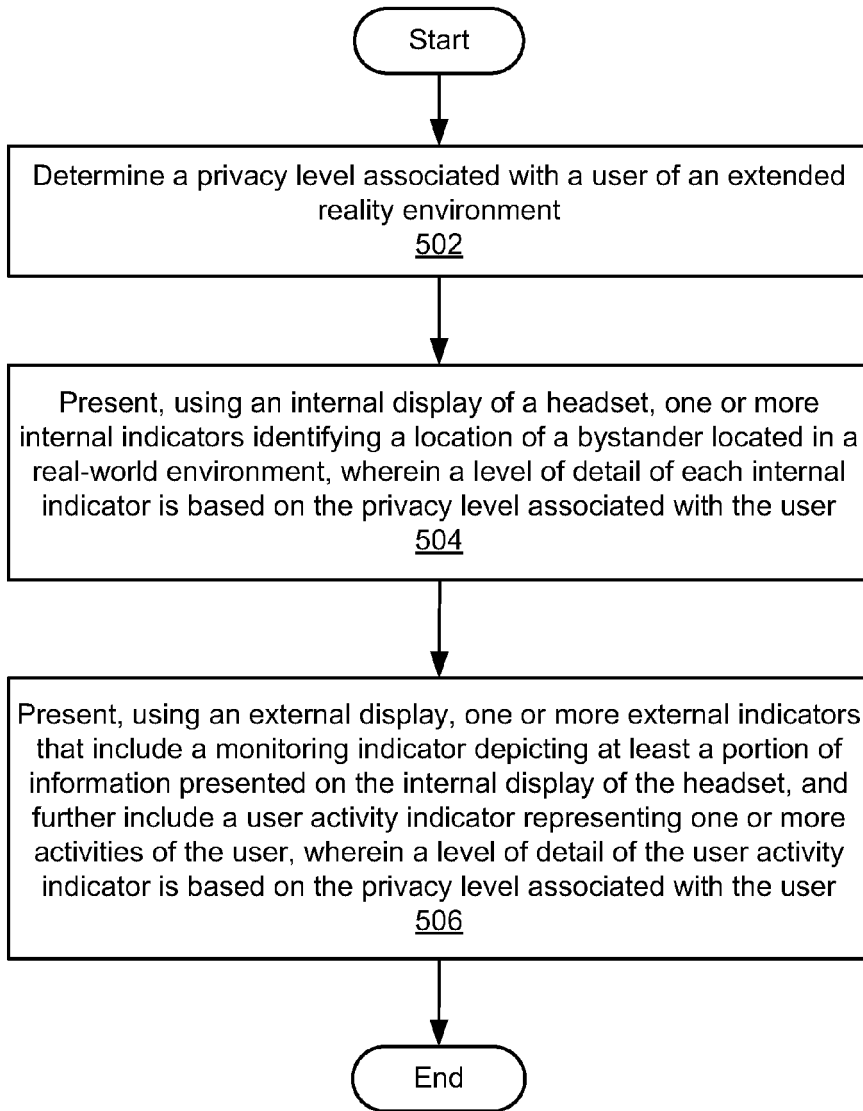 Start
Determine a privacy level associated with a user of an extended
reality environment
502
Present, using an internal display of a headset, one or more
internal indicators identifying a location of a bystander located in a
real-world environment, wherein a level of detail of each internal
indicator is based on the privacy level associated with the user
504
Present, using an external display, one or more external indicators
that include a monitoring indicator depicting at least a portion of
information presented on the internal display of the headset, and
further include a user activity indicator representing one or more
activities of the user, wherein a level of detail of the user activity
indicator is based on the privacy level associated with the user
506
End